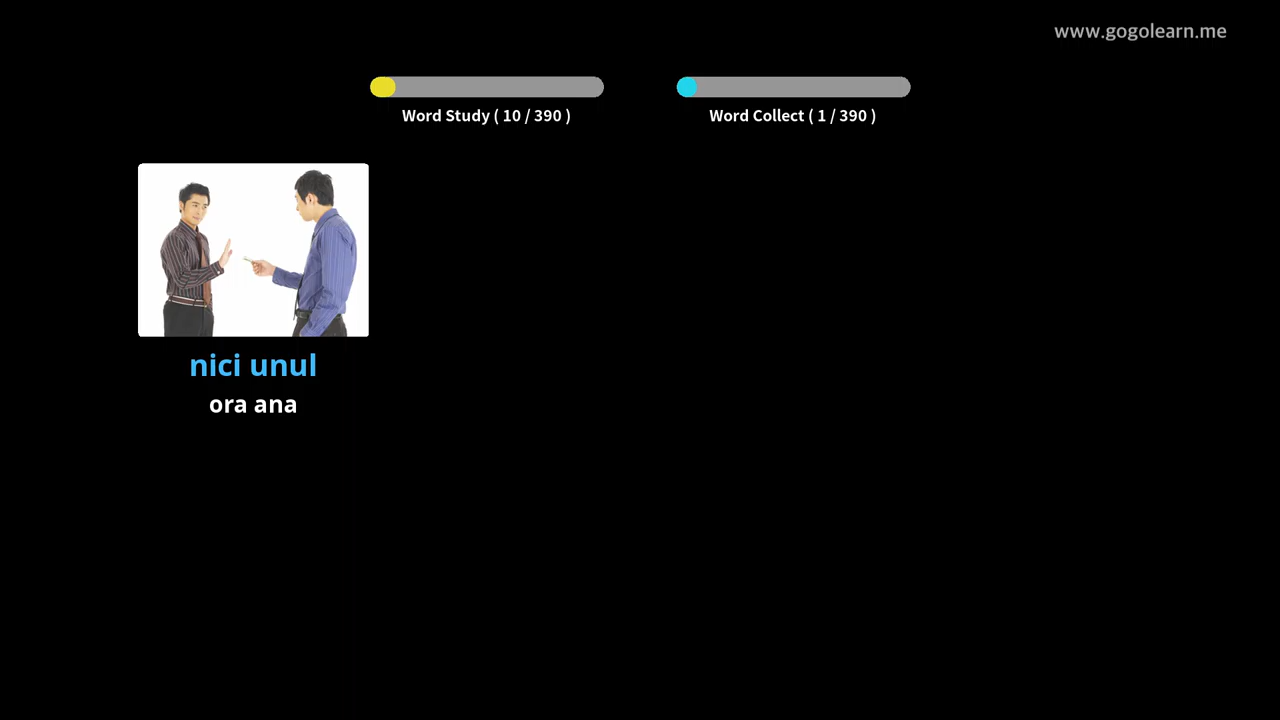 www.gogolearn.me
Word Study ( 10 / 390 )
Word Collect ( 1 / 390 )
nici unul
ora ana